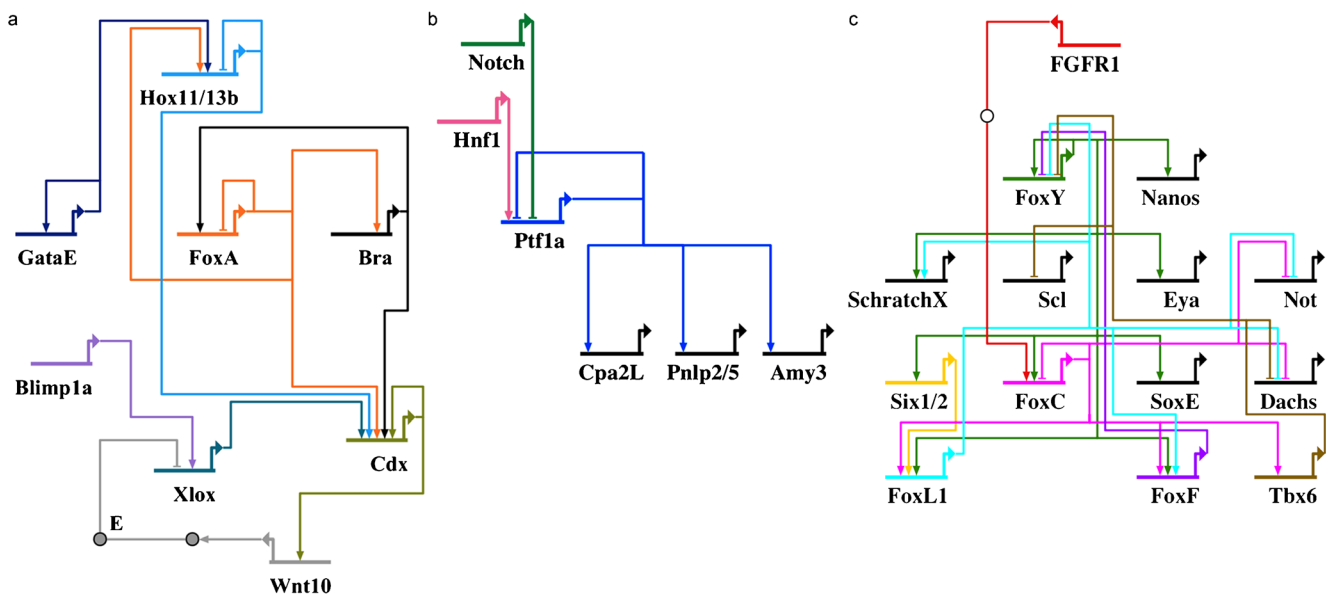 a
b
c
Hox11/13b
GataE
FoxA
Bra
Blimp1a
Cdx
Xlox
E
Wnt10
Notch
Hnf1
Ptf1a
Cpa2L
Pnlp2/5
Amy3
FGFR1
FoxY
Nanos
SchratchX
Scl
Eya
Not
Six1/2
FoxC
SoxE
Dachs
FoxL1
FoxF
Tbx6